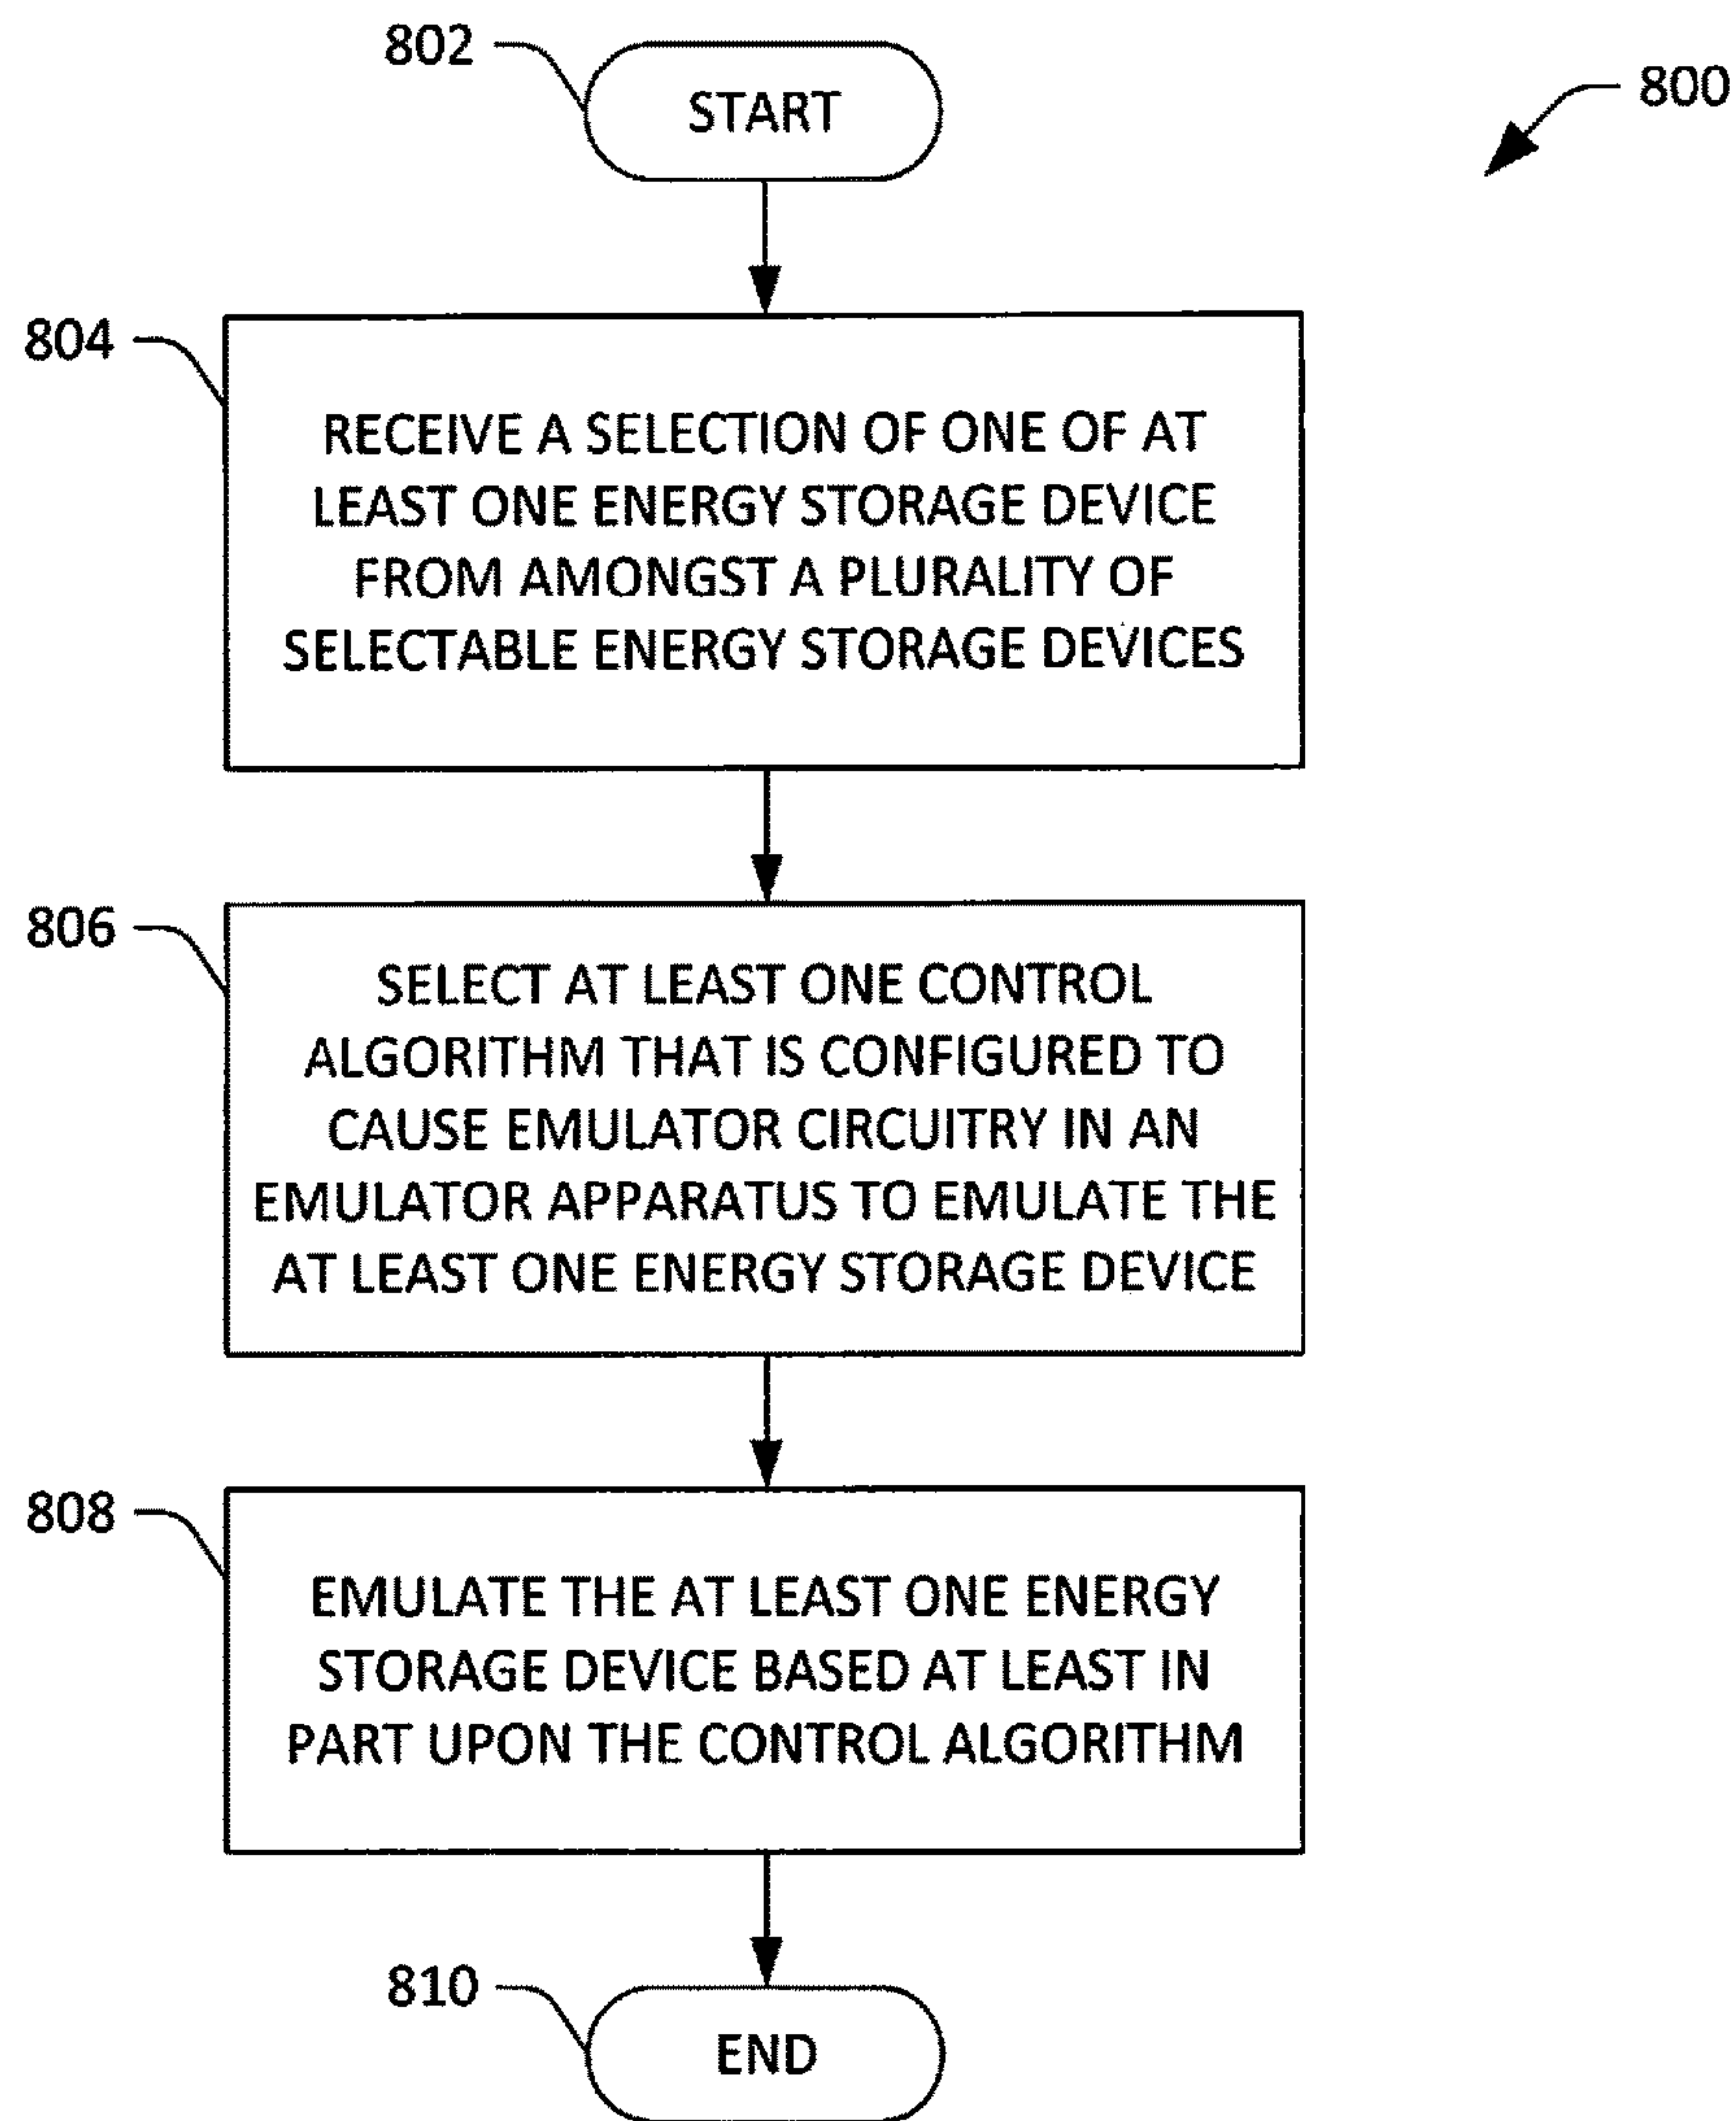 802
START
800
804
RECEIVE A SELECTION OF ONE OF AT
LEAST ONE ENERGY STORAGE DEVICE
FROM AMONGST A PLURALITY OF
SELECTABLE ENERGY STORAGE DEVICES
806
SELECT AT LEAST ONE CONTROL
ALGORITHM THAT IS CONFIGURED TO
CAUSE EMULATOR CIRCUITRY IN AN
EMULATOR APPARATUS TO EMULATE THE
AT LEAST ONE ENERGY STORAGE DEVICE
808
EMULATE THE AT LEAST ONE ENERGY
STORAGE DEVICE BASED AT LEAST IN
PART UPON THE CONTROL ALGORITHM
810
END